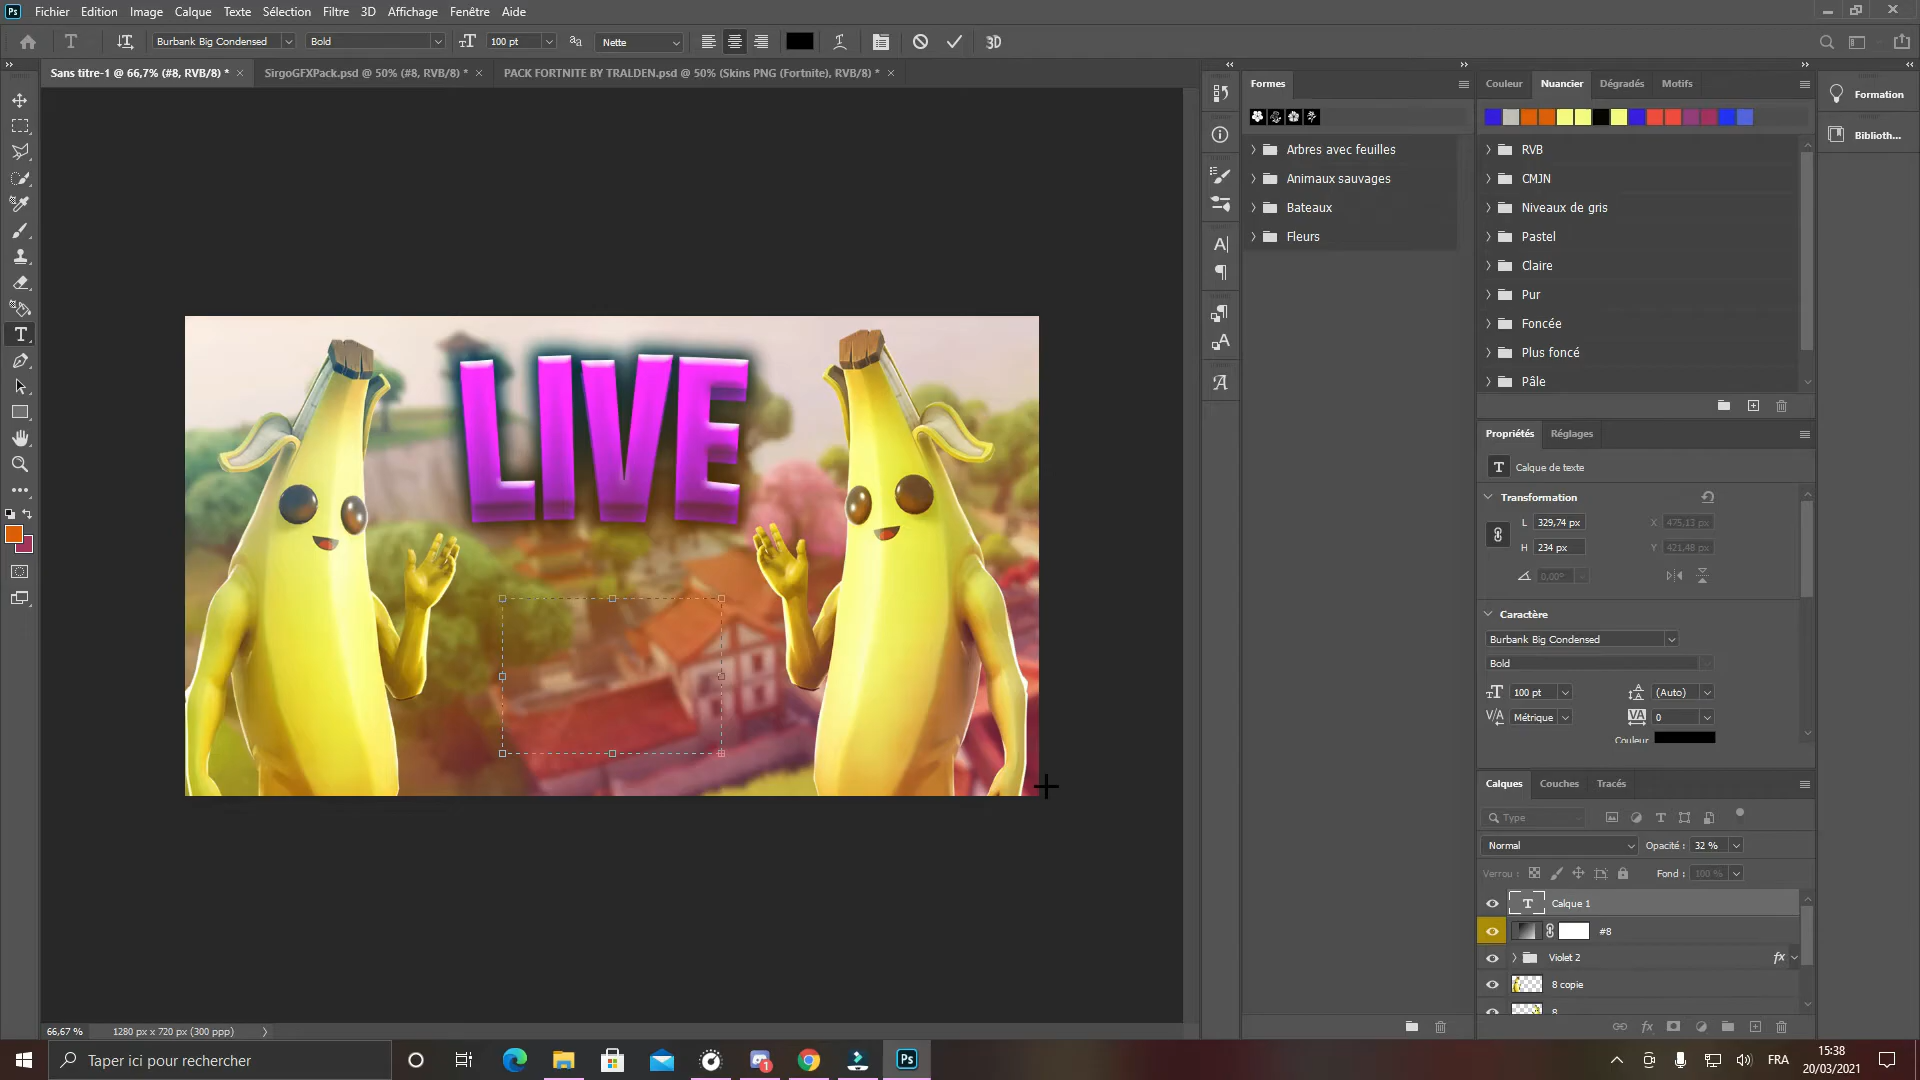 Ps Fichier Edition Image Calque Texte Sélection Filtre 3D Affichage Fenêtre Aide
T Burbank Big Condensed Bold 100 pt aa Nette 3D
Sans titre-1 @ 66,7% (#8, RVB/8) * × SirgoGFXPack.psd @ 50% (#8, RVB/8) * × PACK FORTNITE BY TRALDEN.psd @ 50% (Skins PNG (Fortnite), RVB/8) * ×
Formes
Couleur Nuancier Dégradés Motifs
Formation
Biblioth...
Arbres avec feuilles
Animaux sauvages
Bateaux
Fleurs
RVB
CMJN
Niveaux de gris
Pastel
Claire
Pur
Foncée
Plus foncé
Pâle
LIVE
Propriétés Réglages
T Calque de texte
Transformation
L 329,74 px X 475,13 px
H 234 px Y 421,48 px
0,00°
Caractère
Burbank Big Condensed
Bold
100 pt (Auto)
Métrique 0
Couleur
Calques Couches Tracés
Type
Normal Opacité : 32 %
Verrou : Fond : 100 %
T Calque 1
#8
Violet 2 fx
8 copie
8
fx
66,67 % 1280 px x 720 px (300 ppp)
Taper ici pour rechercher
1
Ps
FRA
15:38
20/03/2021